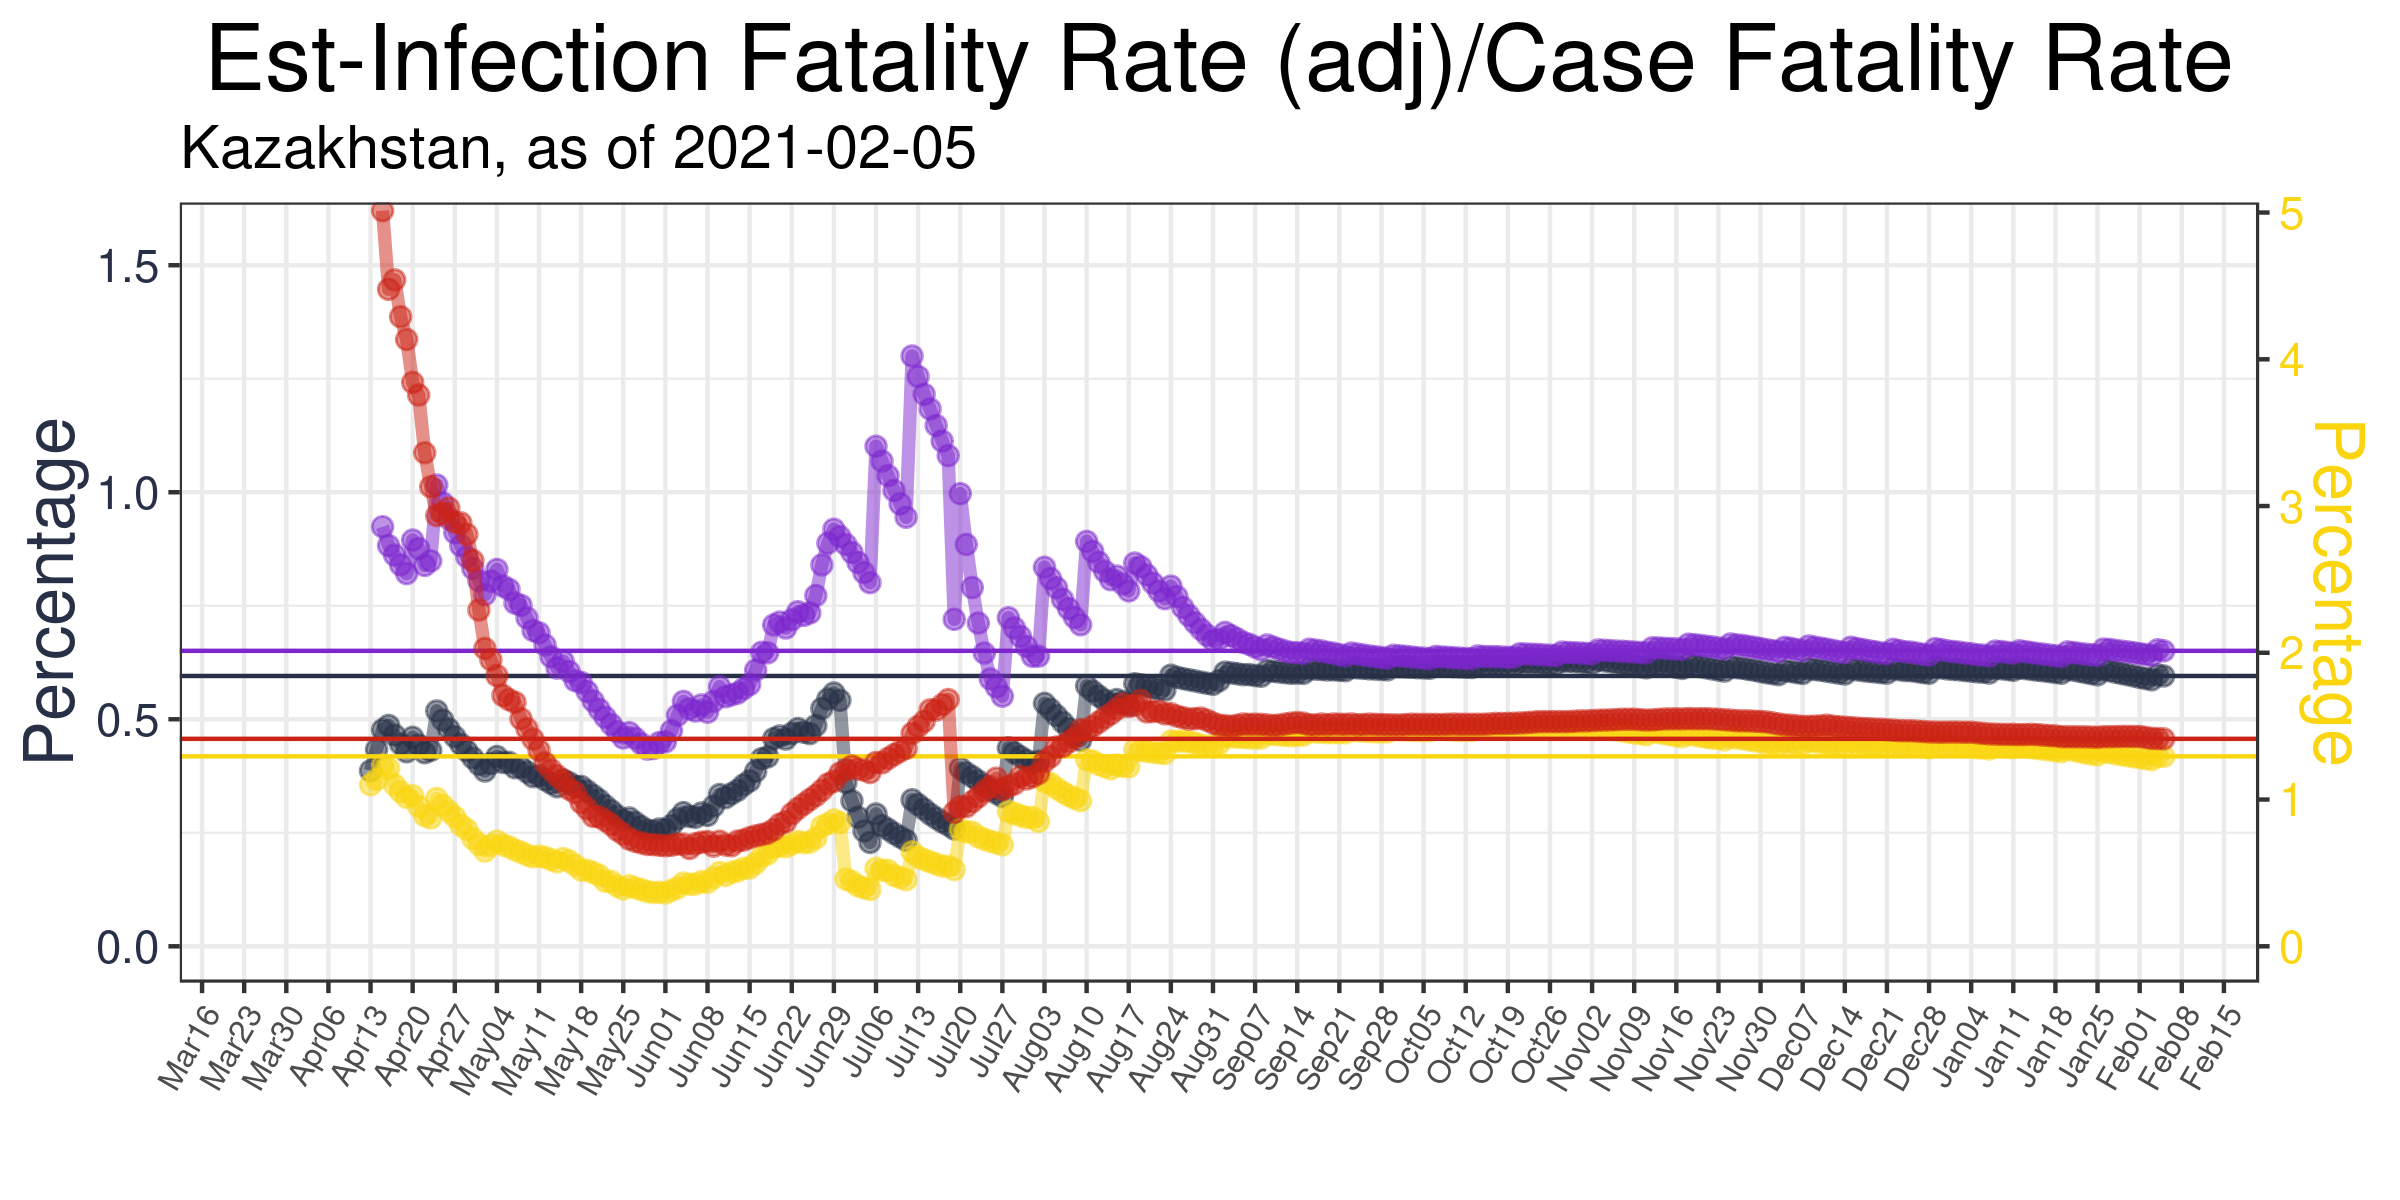 Est-Infection Fatality Rate (adj)/Case Fatality Rate
Kazakhstan, as of 2021-02-05
Percentage
1.5
1.0
0.5
0.0
5
4
3
2
1
0
Percentage
Mar16
Mar23
Mar30
Apr06
Apr13
Apr20
Apr27
May04
May11
May18
May25
Jun01
Jun08
Jun15
Jun22
Jun29
Jul06
Jul13
Jul20
Jul27
Aug03
Aug10
Aug17
Aug24
Aug31
Sep07
Sep14
Sep21
Sep28
Oct05
Oct12
Oct19
Oct26
Nov02
Nov09
Nov16
Nov23
Nov30
Dec07
Dec14
Dec21
Dec28
Jan04
Jan11
Jan18
Jan25
Feb01
Feb08
Feb15